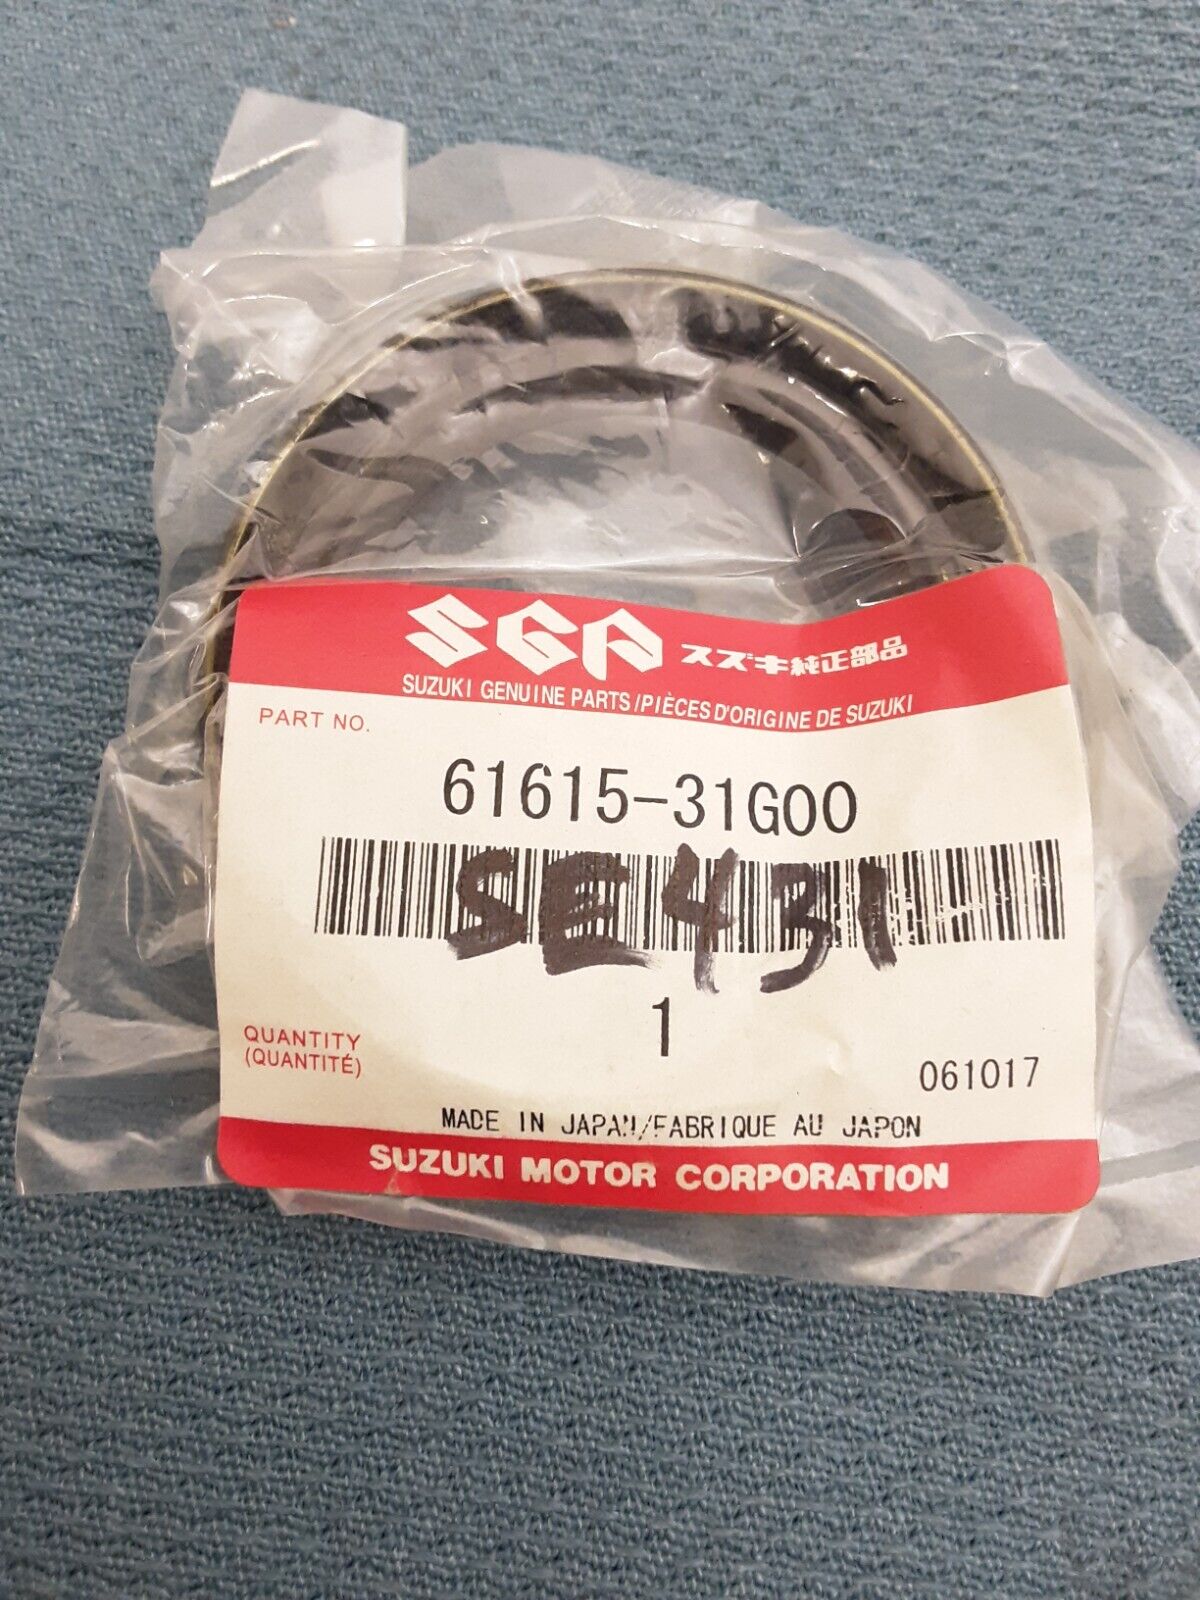 SGP スズキ純正部品
SUZUKI GENUINE PARTS/PIÈCES D'ORIGINE DE SUZUKI
PART NO.
61615-31G00
SE431
1
QUANTITY
(QUANTITÉ)
061017
MADE IN JAPAN/FABRIQUE AU JAPON
SUZUKI MOTOR CORPORATION